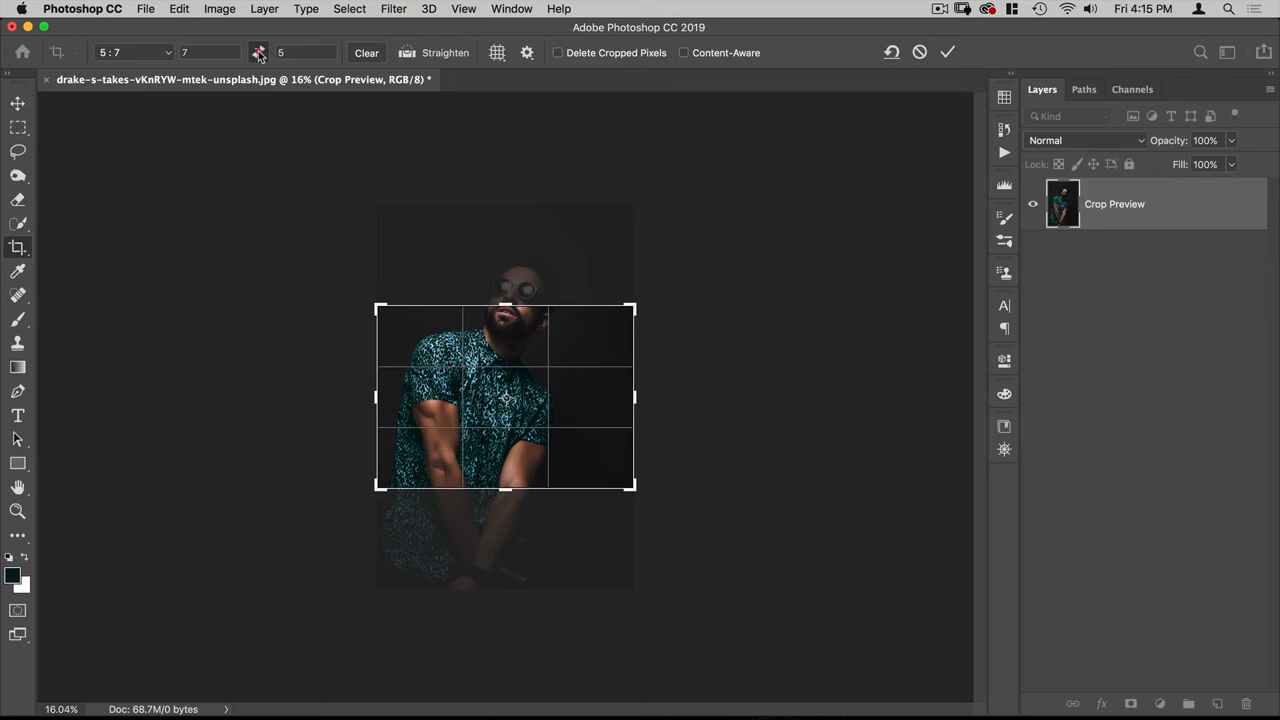 Photoshop CC File Edit Image Layer Type Select Filter 3D View Window Help Fri 4:15 PM
Adobe Photoshop CC 2019
5 : 7 7 5 Clear Straighten Delete Cropped Pixels Content-Aware
drake-s-takes-vKnRYW-mtek-unsplash.jpg @ 16% (Crop Preview, RGB/8) *
Layers Paths Channels
Kind
Normal Opacity: 100%
Lock: Fill: 100%
Crop Preview
16.04% Doc: 68.7M/0 bytes